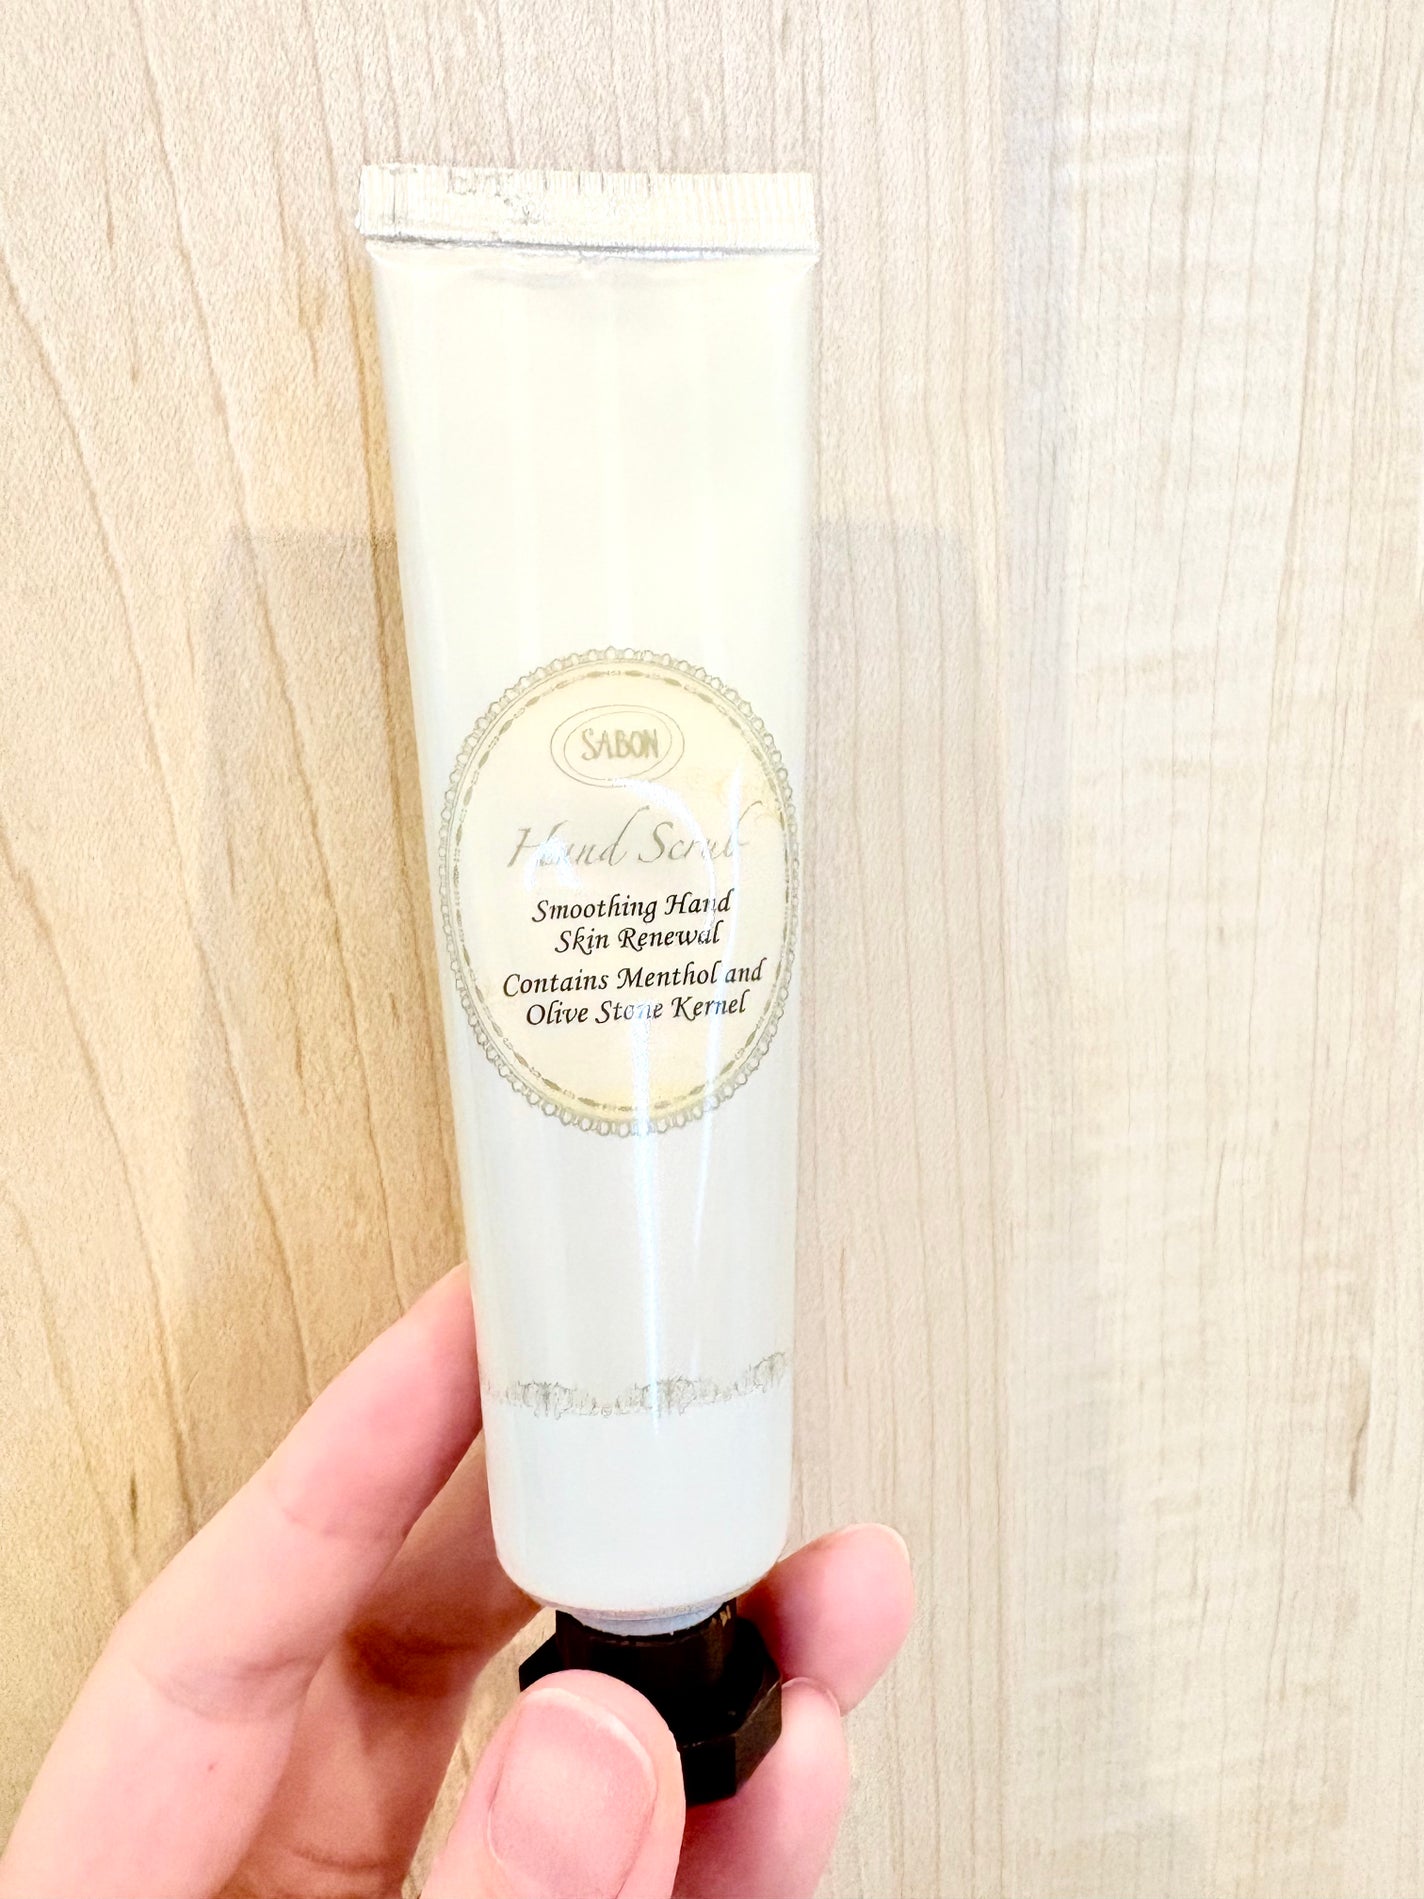 SABON
Hand Scrub
Smoothing Hand
Skin Renewal
Contains Menthol and
Olive Stone Kernel